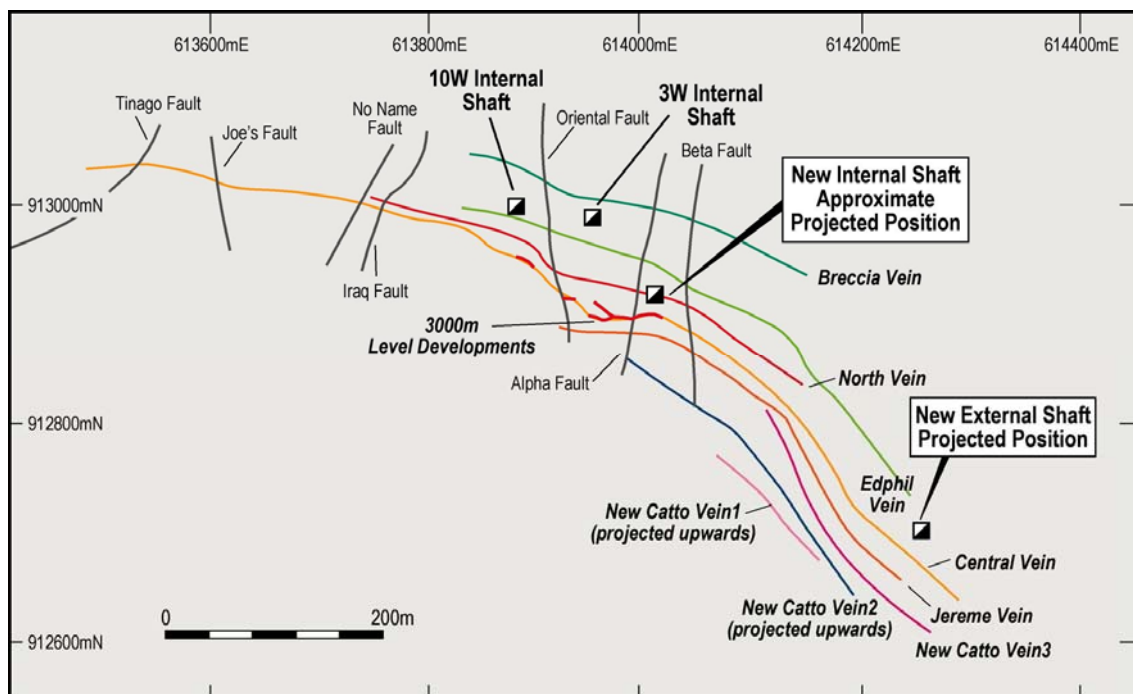 613600mE
613800mE
614000mE
614200mE
614400mE
10W Internal
Shaft
3W Internal
Shaft
Tinago Fault
No Name
Fault
Oriental Fault
Joe's Fault
Beta Fault
New Internal Shaft
Approximate
Projected Position
913000mN
Breccia Vein
Iraq Fault
3000m
Level Developments
Alpha Fault
North Vein
912800mN
New External Shaft
Projected Position
Edphil
Vein
New Catto Vein1
(projected upwards)
Central Vein
0
200m
New Catto Vein2
(projected upwards)
Jereme Vein
912600mN
New Catto Vein3